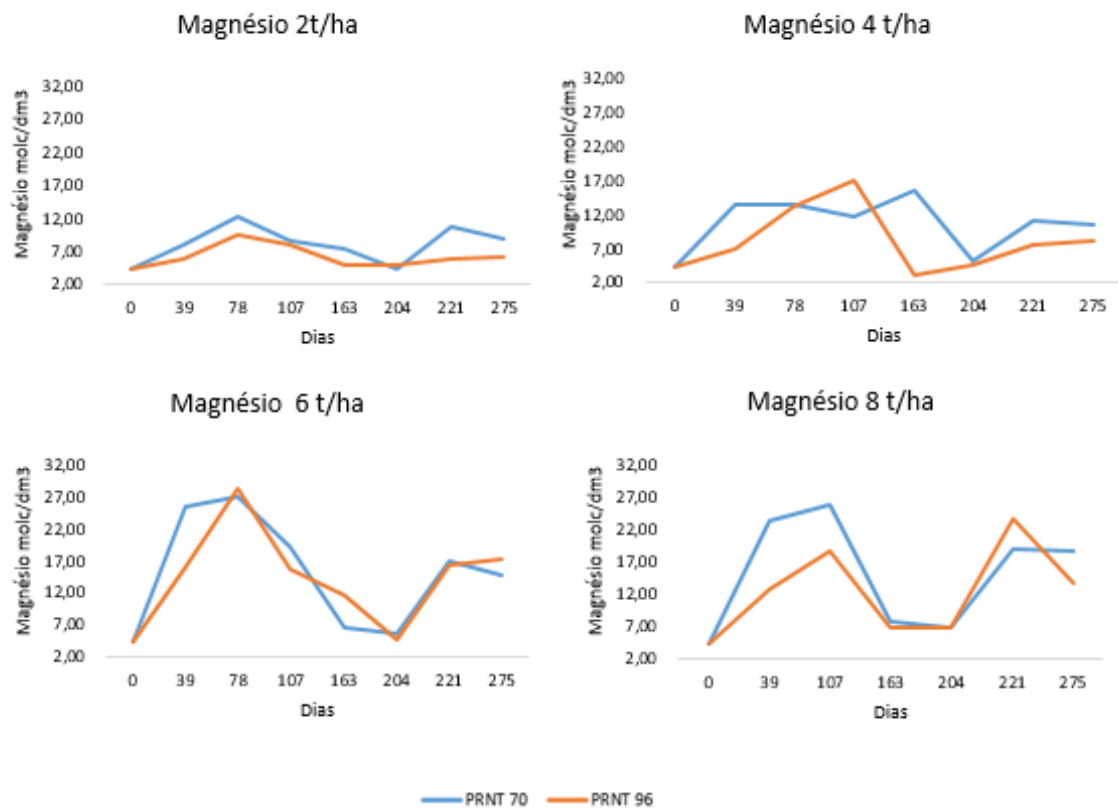 Magnésio 2t/ha
Magnésio molc/dm3
32,00
27,00
22,00
17,00
12,00
7,00
2,00
0 39 78 107 163 204 221 275
Dias
Magnésio 4 t/ha
Magnésio molc/dm3
32,00
27,00
22,00
17,00
12,00
7,00
2,00
0 39 78 107 163 204 221 275
Dias
Magnésio 6 t/ha
Magnésio molc/dm3
32,00
27,00
22,00
17,00
12,00
7,00
2,00
0 39 78 107 163 204 221 275
Dias
Magnésio 8 t/ha
Magnésio molc/dm3
32,00
27,00
22,00
17,00
12,00
7,00
2,00
0 39 107 163 204 221 275
Dias
PRNT 70 PRNT 96